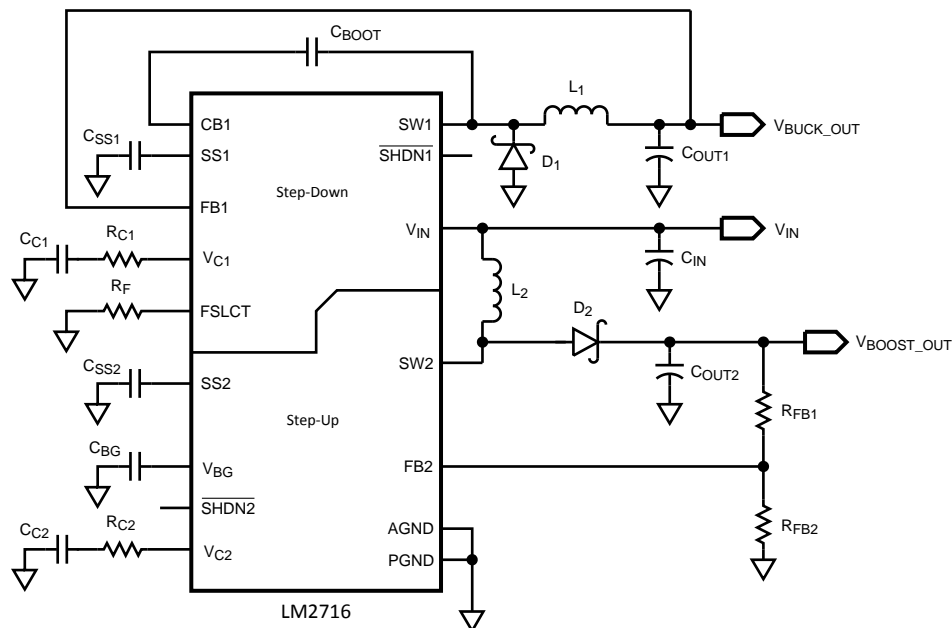 CBOOT
L1
CB1
SW1
VBUCK_OUT
CSS1
SS1
SHDN1
D1
COUT1
Step-Down
FB1
VIN
VIN
CC1
RC1
VC1
CIN
RF
FSLCT
L2
D2
SW2
VBOOST_OUT
CSS2
SS2
COUT2
RFB1
Step-Up
CBG
VBG
FB2
SHDN2
CC2
RC2
VC2
AGND
PGND
RFB2
LM2716